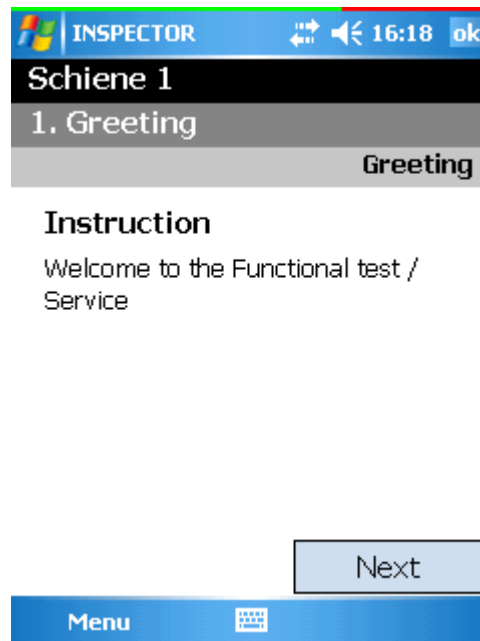 INSPECTOR 16:18 ok
Schiene 1
1. Greeting
Greeting
Instruction
Welcome to the Functional test /
Service
Next
Menu